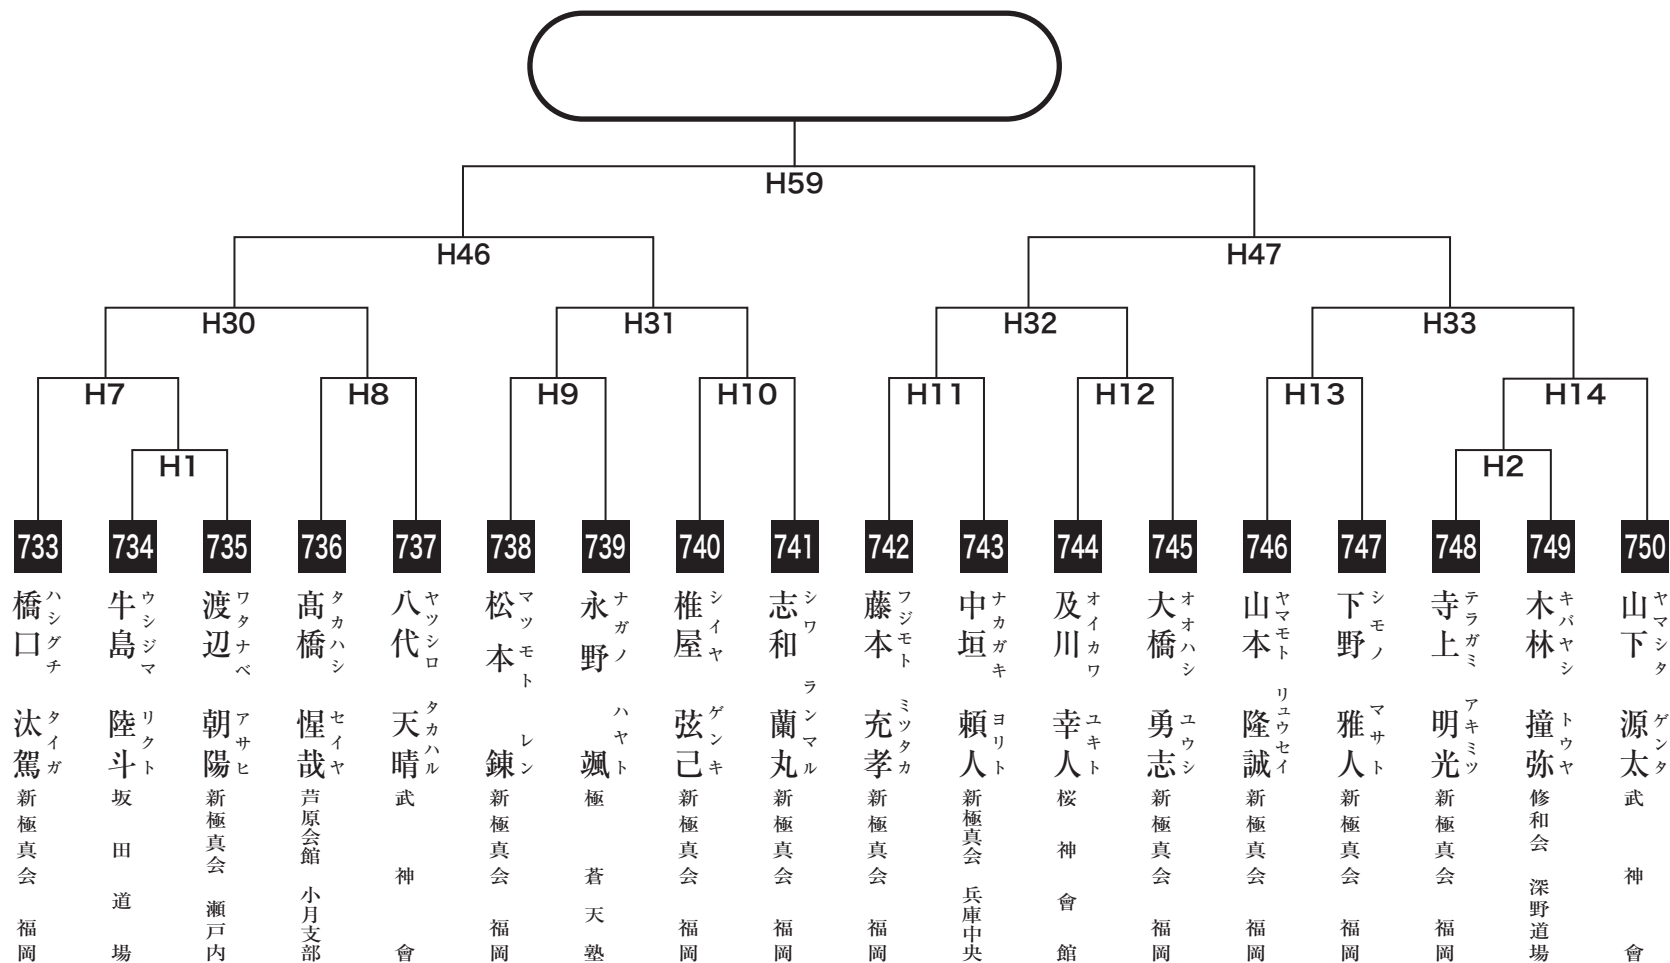 H59
H46
H47
H30
H31
H32
H33
H7
H8
H9
H10
H11
H12
H13
H14
H1
H2
733
橋口 汰駕
ハシグチ タイガ
新極真会 福岡
734
牛島 陸斗
ウシジマ リクト
坂田道場
735
渡辺 朝陽
ワタナベ アサヒ
新極真会 瀬戸内
736
髙橋 惺哉
タカハシ セイヤ
芦原会館 小月支部
737
八代 天晴
ヤツシロ タカハル
武神會
738
松本 錬
マツモト レン
新極真会 福岡
739
永野 颯
ナガノ ハヤト
極 蒼天塾
740
椎屋 弦己
シイヤ ゲンキ
新極真会 福岡
741
志和 蘭丸
シワ ランマル
新極真会 福岡
742
藤本 充孝
フジモト ミツタカ
新極真会 福岡
743
中垣 頼人
ナカガキ ヨリト
新極真会 兵庫中央
744
及川 幸人
オイカワ ユキト
桜神會館
745
大橋 勇志
オオハシ ユウシ
新極真会 福岡
746
山本 隆誠
ヤマモト リュウセイ
新極真会 福岡
747
下野 雅人
シモノ マサト
新極真会 福岡
748
寺上 明光
テラガミ アキミツ
新極真会 福岡
749
木林 撞弥
キバヤシ トウヤ
修和会 深野道場
750
山下 源太
ヤマシタ ゲンタ
武神會